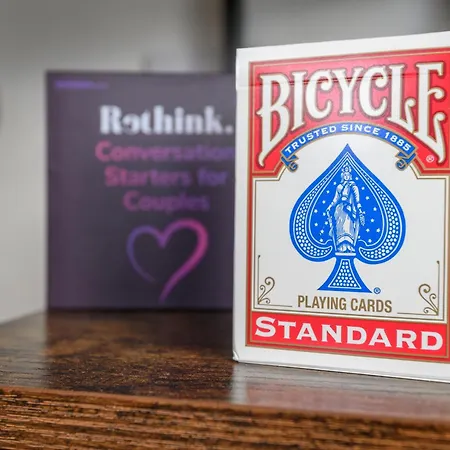 Rethink.
Conversation
Starters for
Couples
BICYCLE
®
TRUSTED SINCE 1885
®
PLAYING CARDS
STANDARD